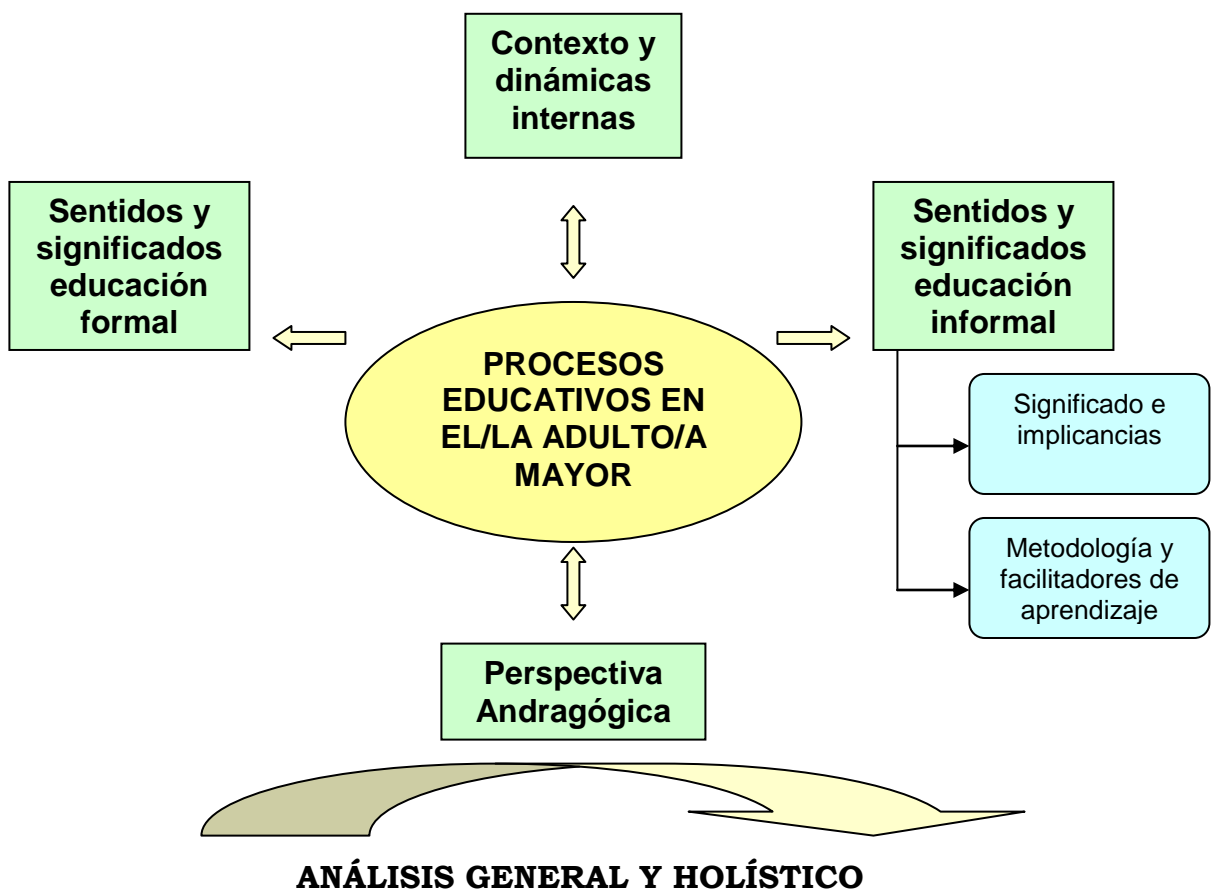 Contexto y
dinámicas
internas
Sentidos y
significados
educación
formal
Sentidos y
significados
educación
informal
PROCESOS
EDUCATIVOS EN
EL/LA ADULTO/A
MAYOR
Significado e
implicancias
Metodología y
facilitadores de
aprendizaje
Perspectiva
Andragógica
ANÁLISIS GENERAL Y HOLÍSTICO